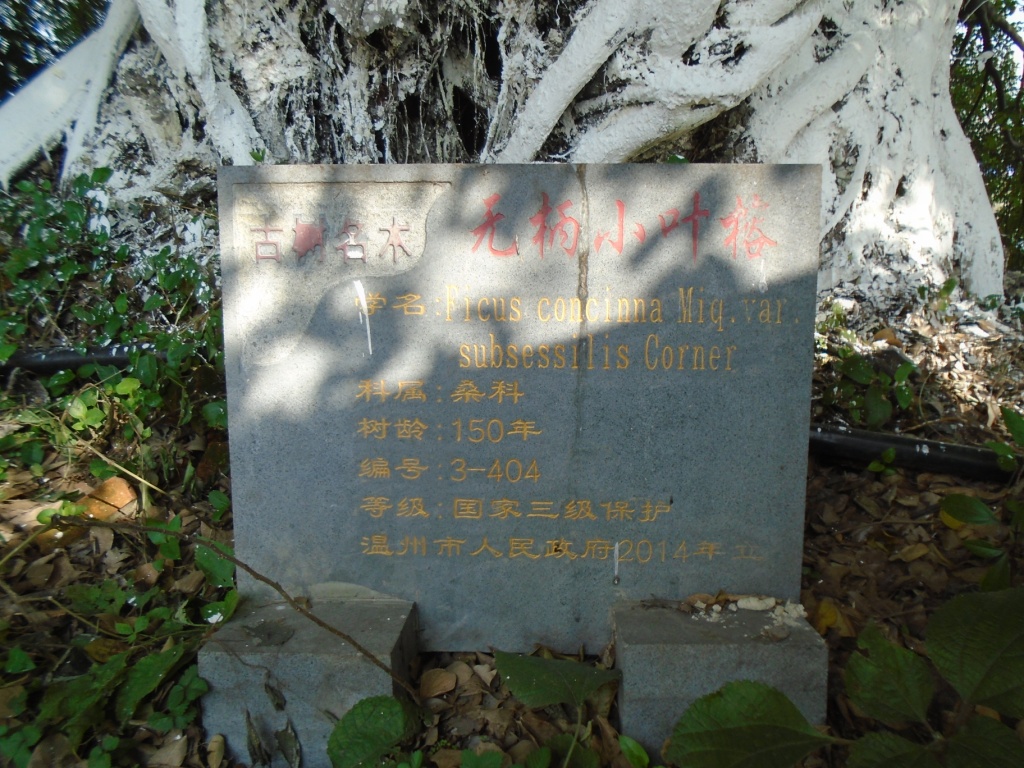 古树名木
无柄小叶榕
学名:Ficus concinna Miq.var.
subsessilis Corner
科属:桑科
树龄:150年
编号:3-404
等级:国家三级保护
温州市人民政府2014年立